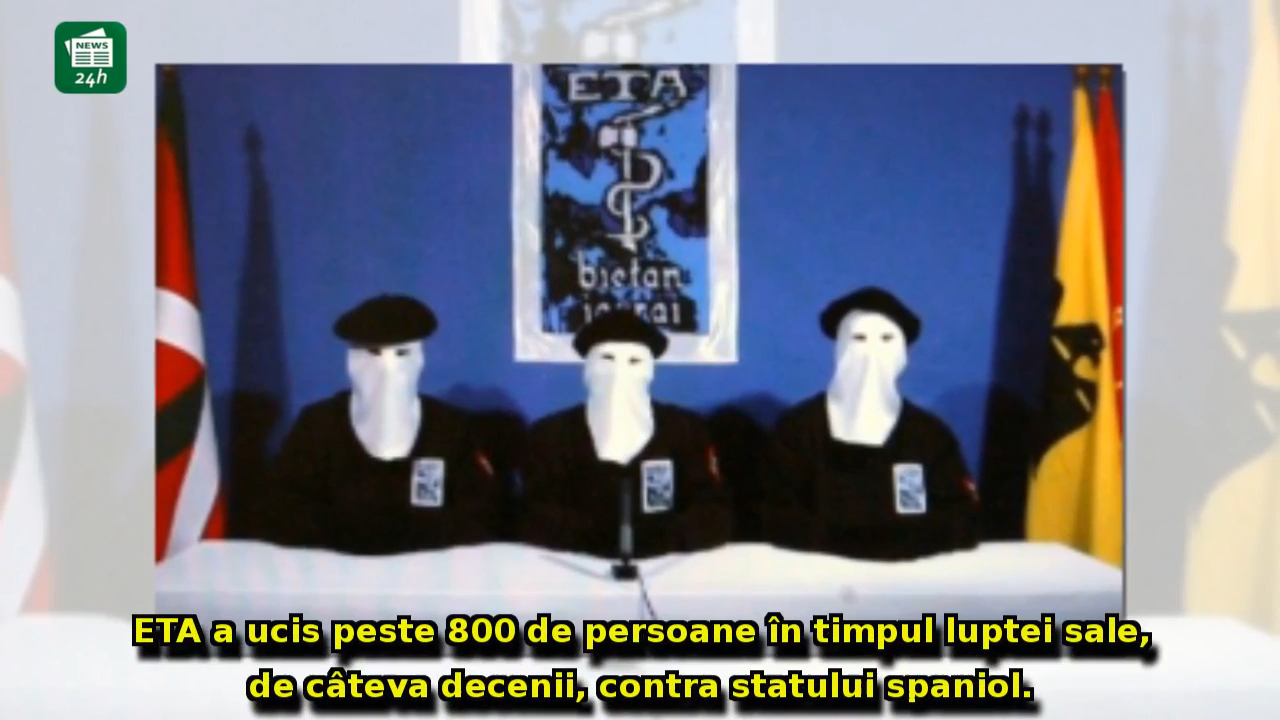 NEWS
24h
ETA
bietan
jarrai
ETA a ucis peste 800 de persoane în timpul luptei sale,
de câteva decenii, contra statului spaniol.